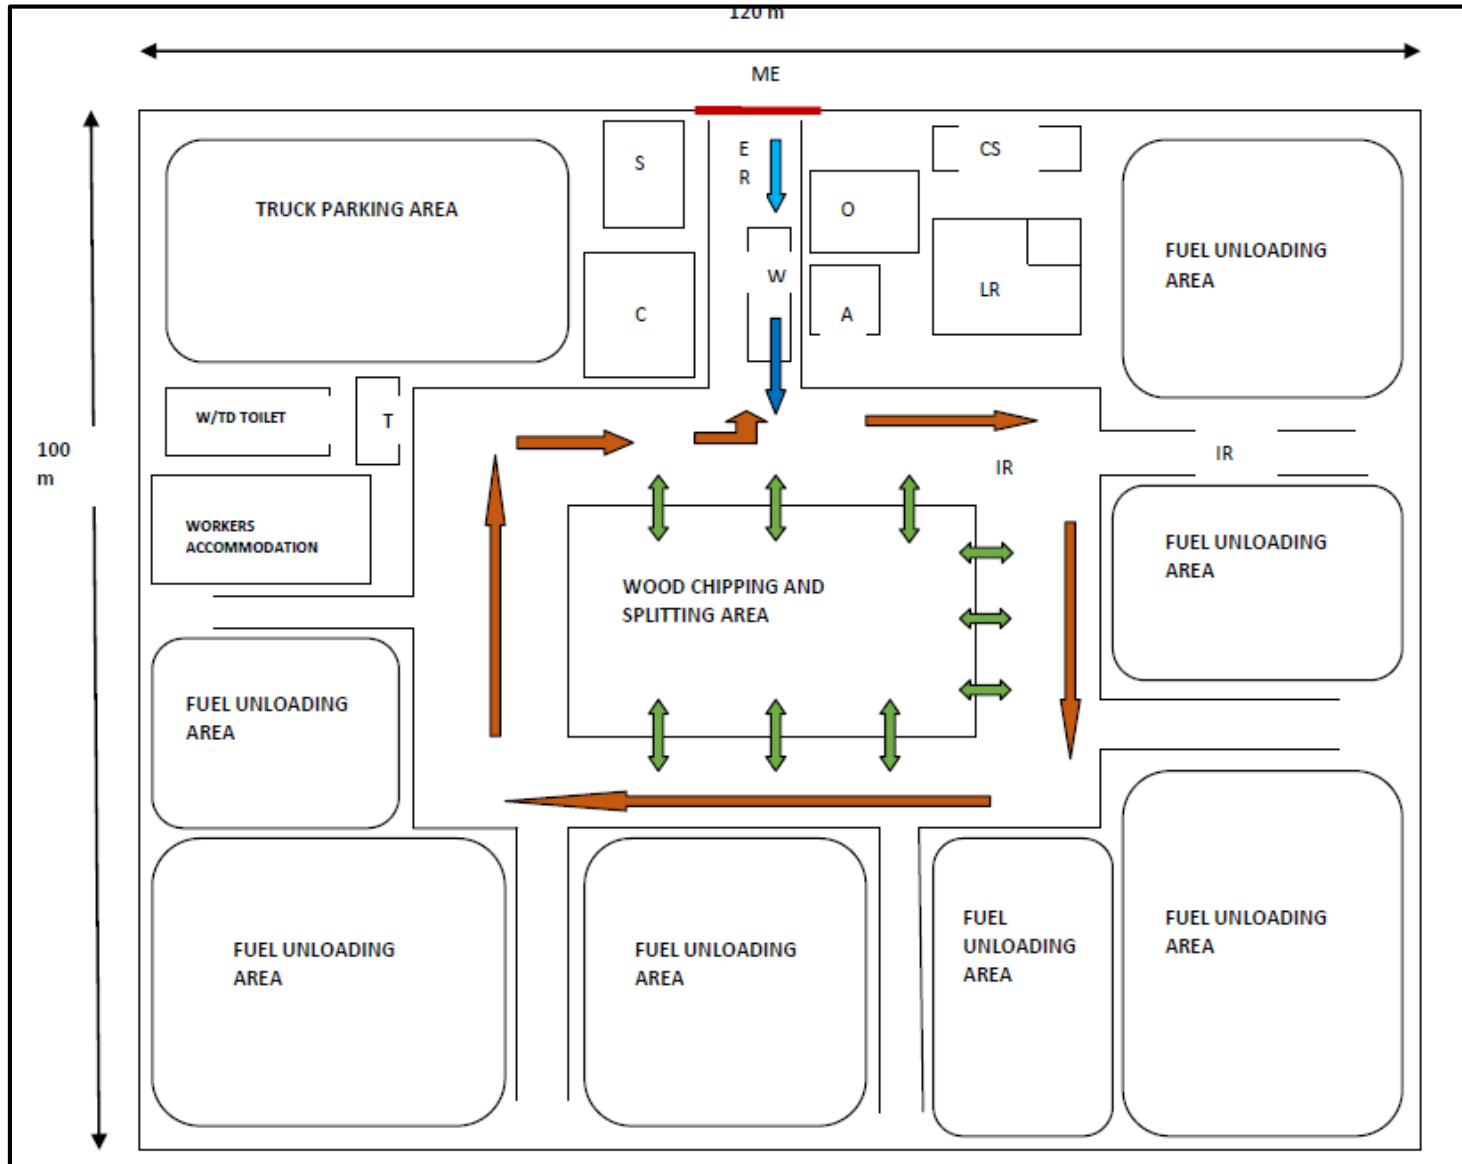 120 m
ME
S
E
R
CS
TRUCK PARKING AREA
O
FUEL UNLOADING
AREA
W
C
A
LR
W/TD TOILET
T
100
m
IR
IR
WORKERS
ACCOMMODATION
FUEL UNLOADING
AREA
WOOD CHIPPING AND
SPLITTING AREA
FUEL UNLOADING
AREA
FUEL UNLOADING
AREA
FUEL UNLOADING
AREA
FUEL
UNLOADING
AREA
FUEL UNLOADING
AREA